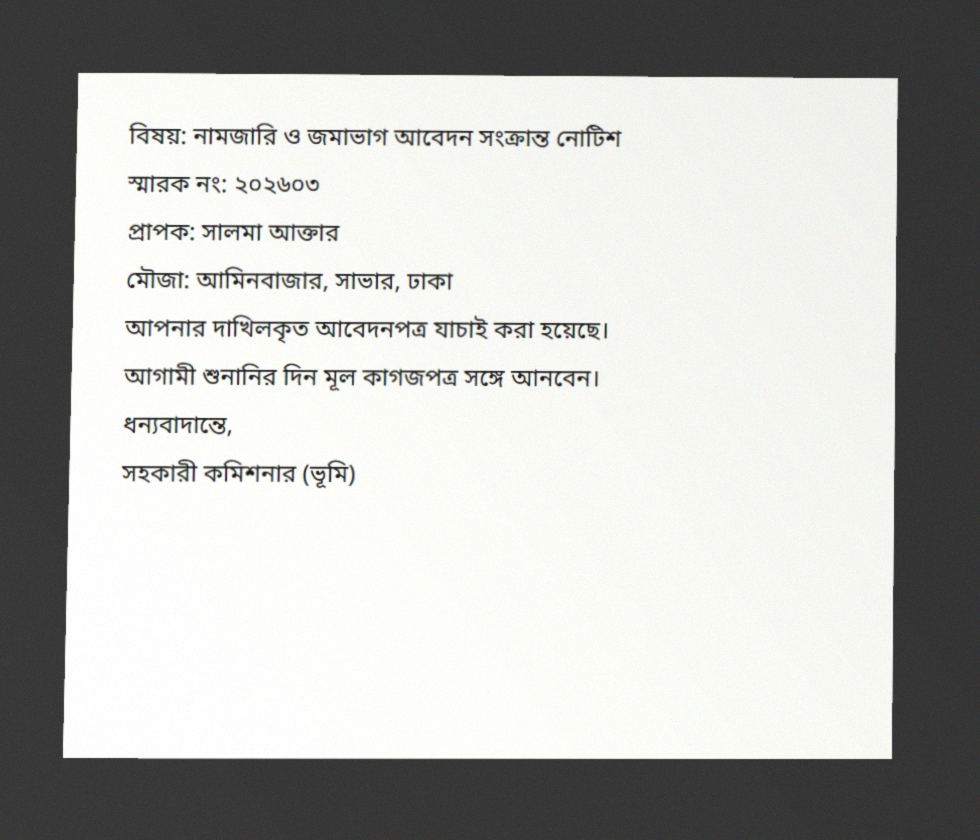 বিষয়: নামজারি ও জমাভাগ আবেদন সংক্রান্ত নোটিশ
স্মারক নং: ২০২৬০৩
প্রাপক: সালমা আক্তার
মৌজা: আমিনবাজার, সাভার, ঢাকা
আপনার দাখিলকৃত আবেদনপত্র যাচাই করা হয়েছে।
আগামী শুনানির দিন মূল কাগজপত্র সঙ্গে আনবেন।
ধন্যবাদান্তে,
সহকারী কমিশনার (ভূমি)